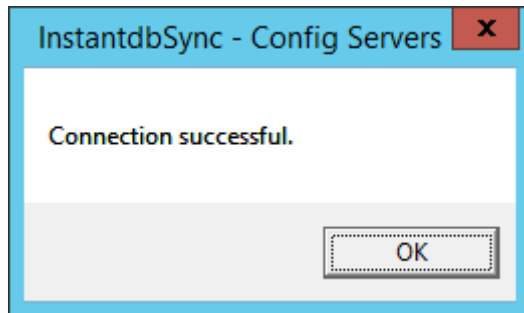 InstantdbSync - Config Servers x
Connection successful.
OK